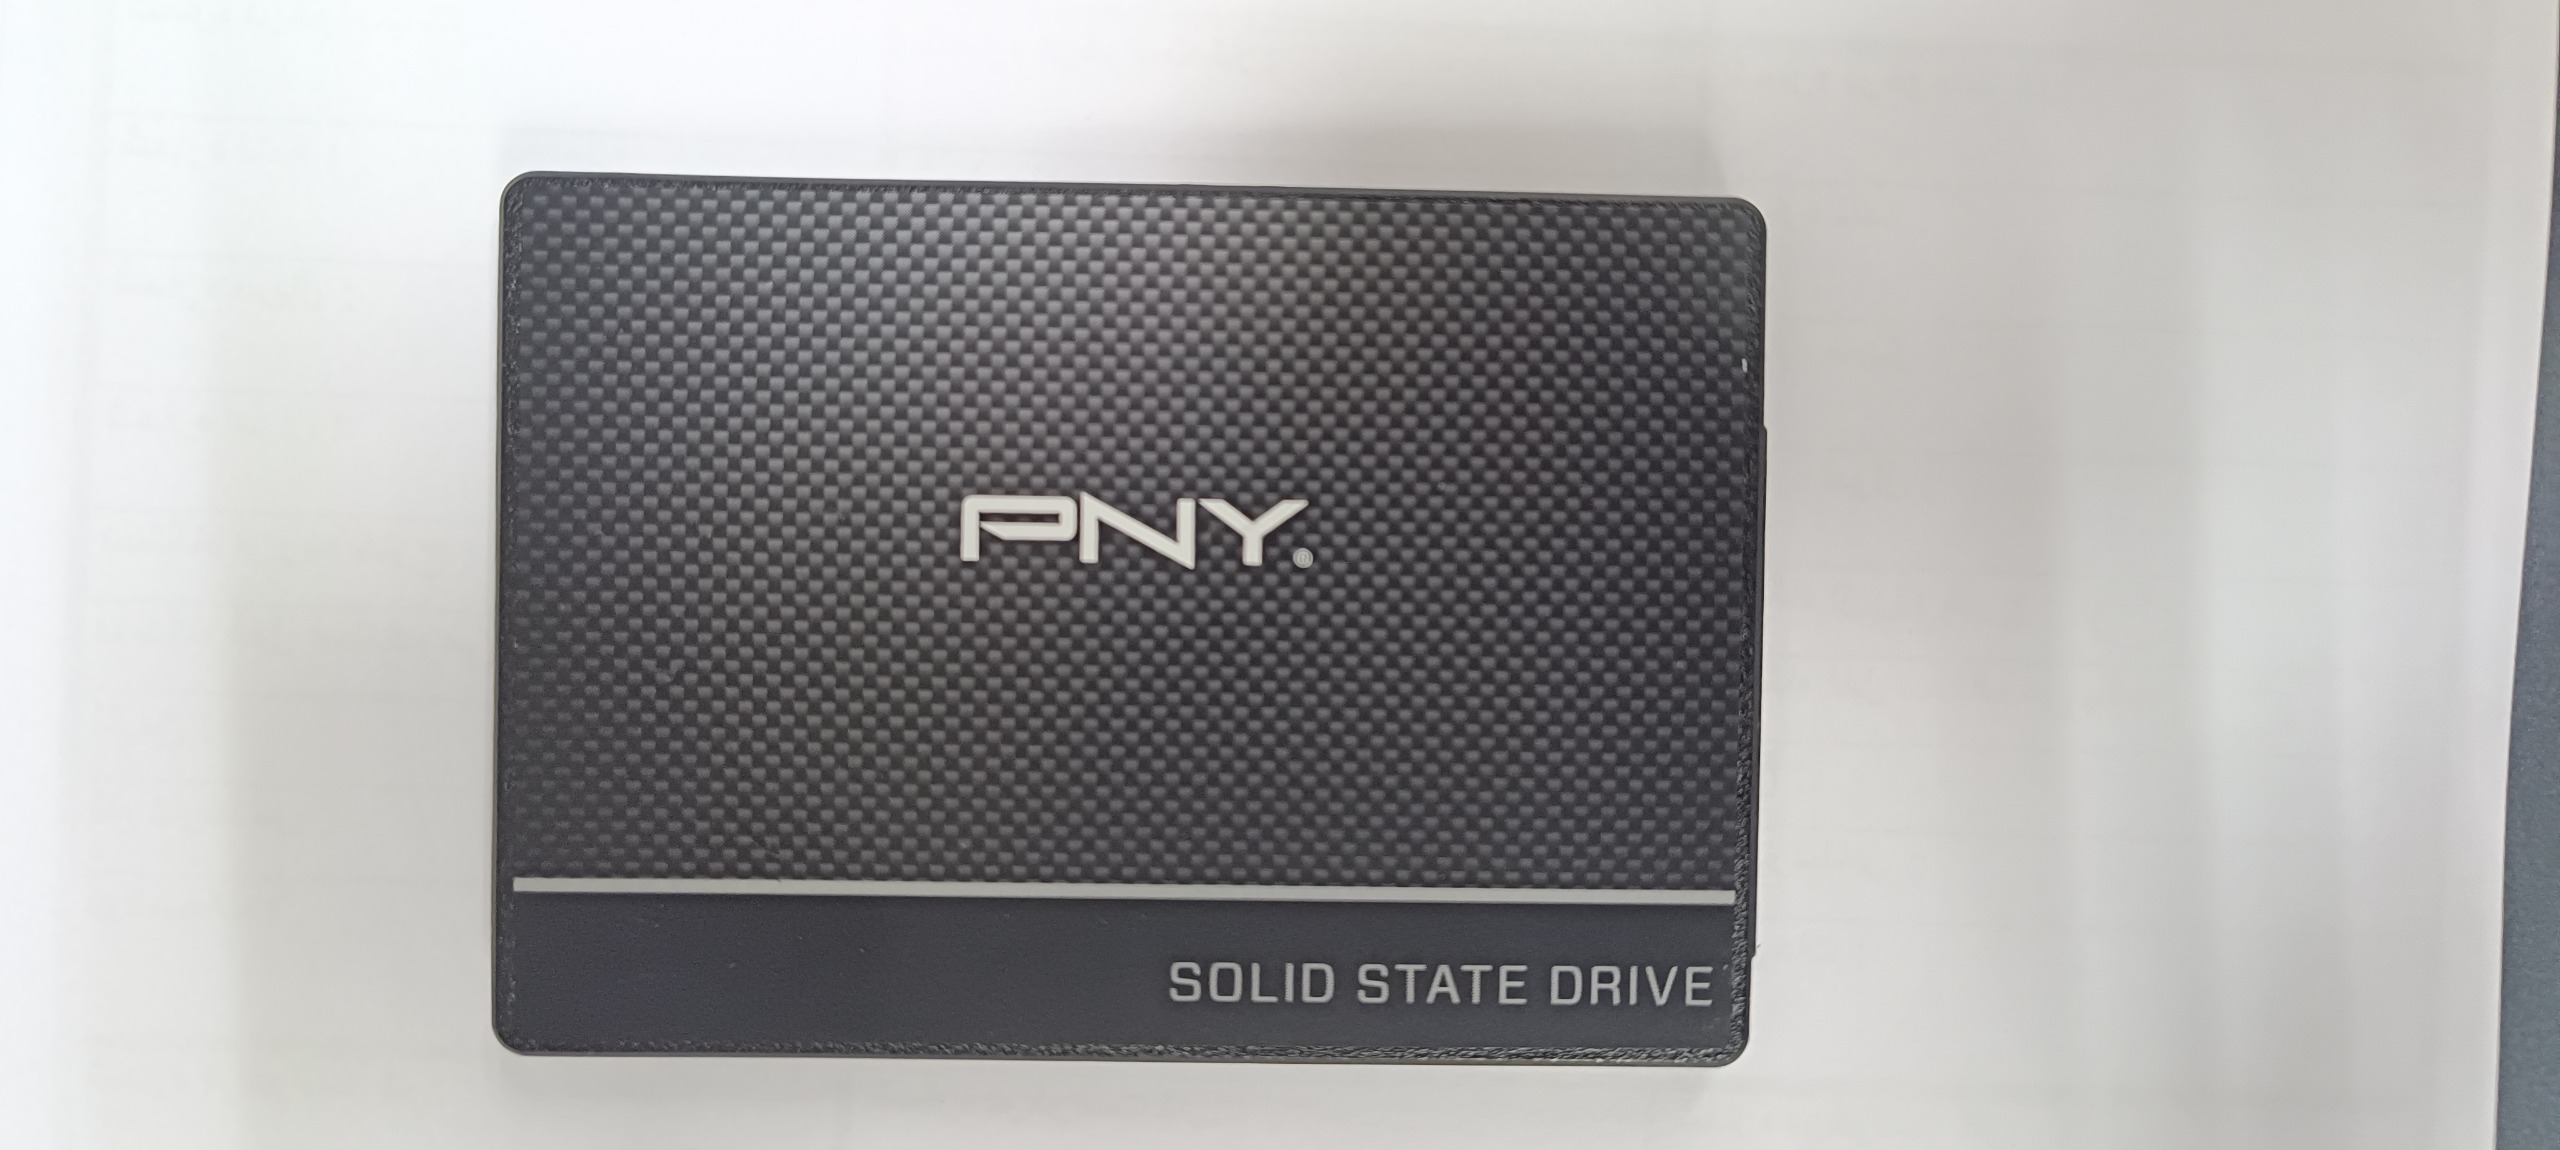 PNY®
SOLID STATE DRIVE